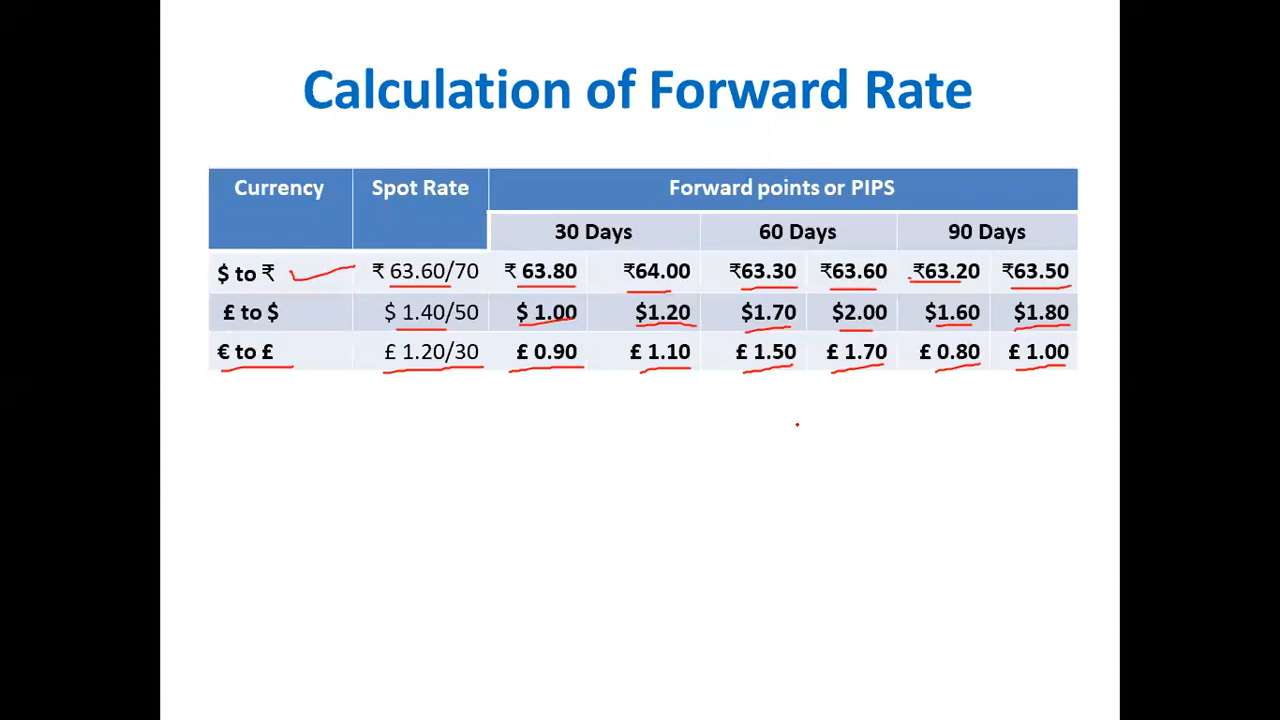 Calculation of Forward Rate
Currency Spot Rate Forward points or PIPS
30 Days 60 Days 90 Days
$ to ₹ ₹ 63.60/70 ₹ 63.80 ₹64.00 ₹63.30 ₹63.60 ₹63.20 ₹63.50
£ to $ $ 1.40/50 $ 1.00 $1.20 $1.70 $2.00 $1.60 $1.80
€ to £ £ 1.20/30 £ 0.90 £ 1.10 £ 1.50 £ 1.70 £ 0.80 £ 1.00